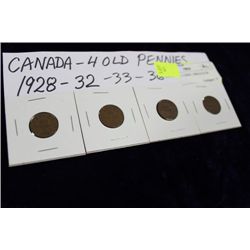 CANADA - 4 OLD PENNIES
1928 - 32 - 33 - 36